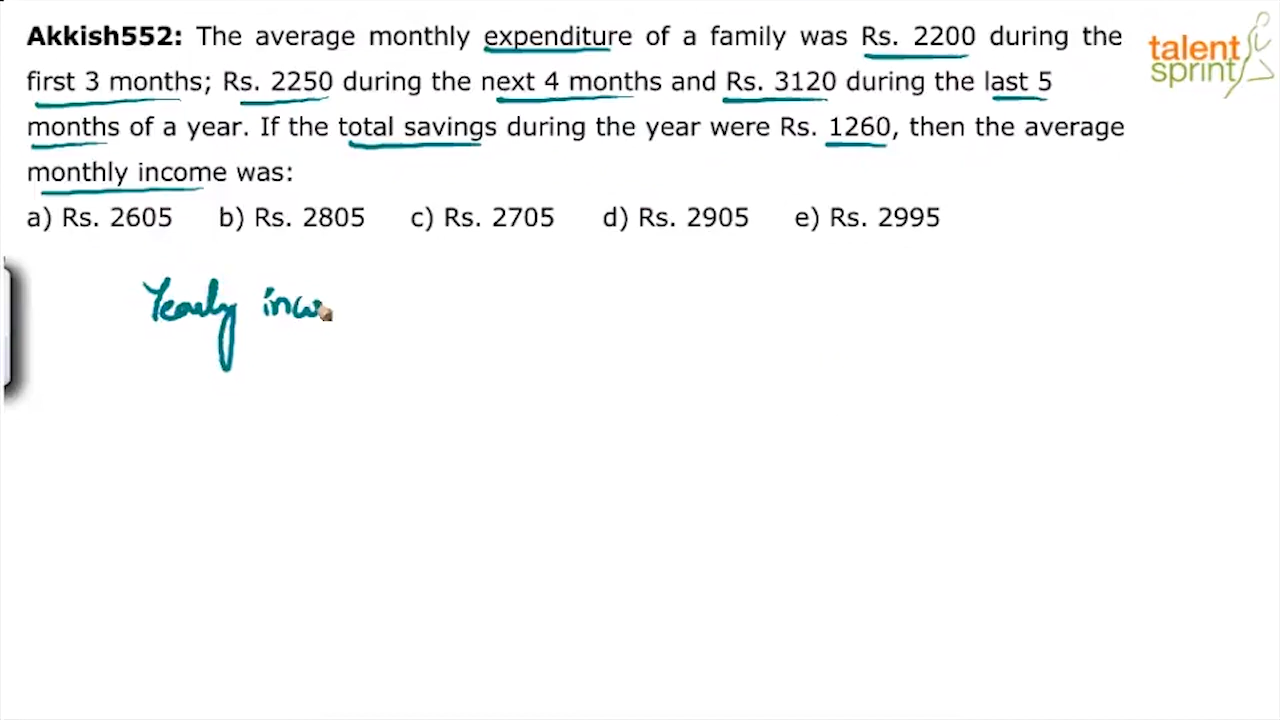 Akkish552: The average monthly expenditure of a family was Rs. 2200 during the
first 3 months; Rs. 2250 during the next 4 months and Rs. 3120 during the last 5
months of a year. If the total savings during the year were Rs. 1260, then the average
monthly income was:
a) Rs. 2605 b) Rs. 2805 c) Rs. 2705 d) Rs. 2905 e) Rs. 2995
talent
sprint
Yearly